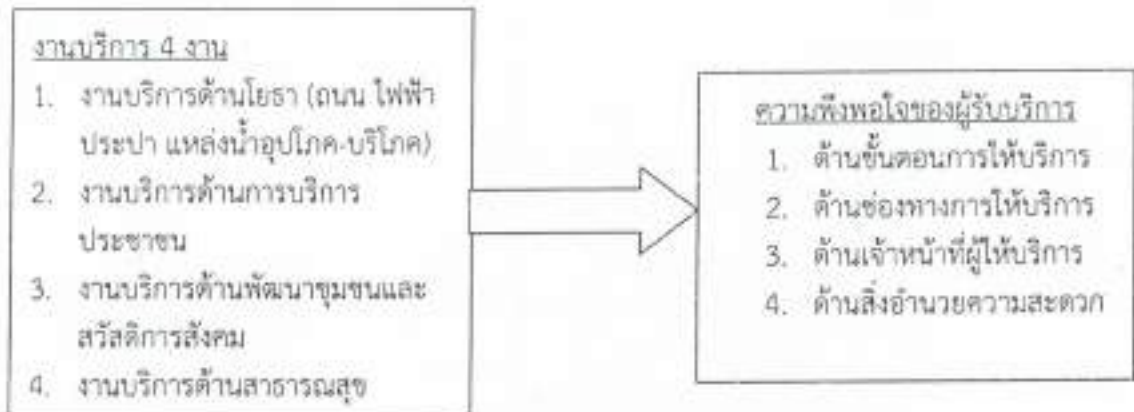 งานบริการ 4 งาน
1. งานบริการด้านโยธา (ถนน ไฟฟ้า
ประปา แหล่งน้ำอุปโภค-บริโภค)
2. งานบริการด้านการบริการ
ประชาชน
3. งานบริการด้านพัฒนาชุมชนและ
สวัสดิการสังคม
4. งานบริการด้านสาธารณสุข
ความพึงพอใจของผู้รับบริการ
1. ด้านขั้นตอนการให้บริการ
2. ด้านช่องทางการให้บริการ
3. ด้านเจ้าหน้าที่ผู้ให้บริการ
4. ด้านสิ่งอำนวยความสะดวก